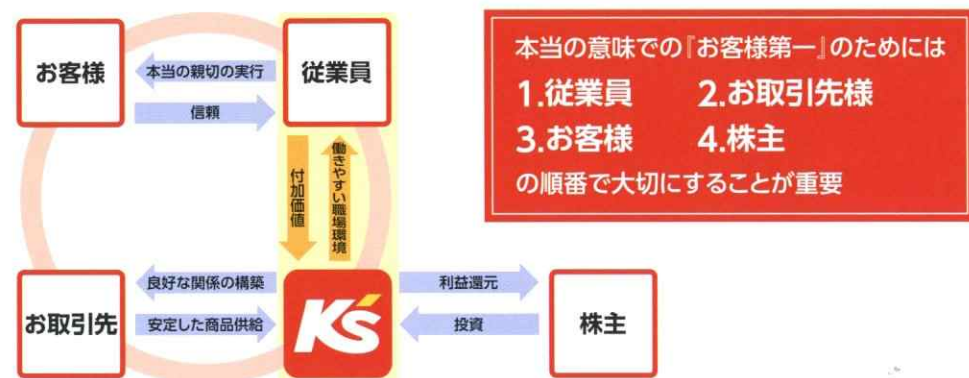 お客様
本当の親切の実行
信頼
従業員
付加価値
働きやすい職場環境
お取引先
良好な関係の構築
安定した商品供給
K's
利益還元
投資
株主
本当の意味での『お客様第一』のためには
1.従業員 2.お取引先様
3.お客様 4.株主
の順番で大切にすることが重要